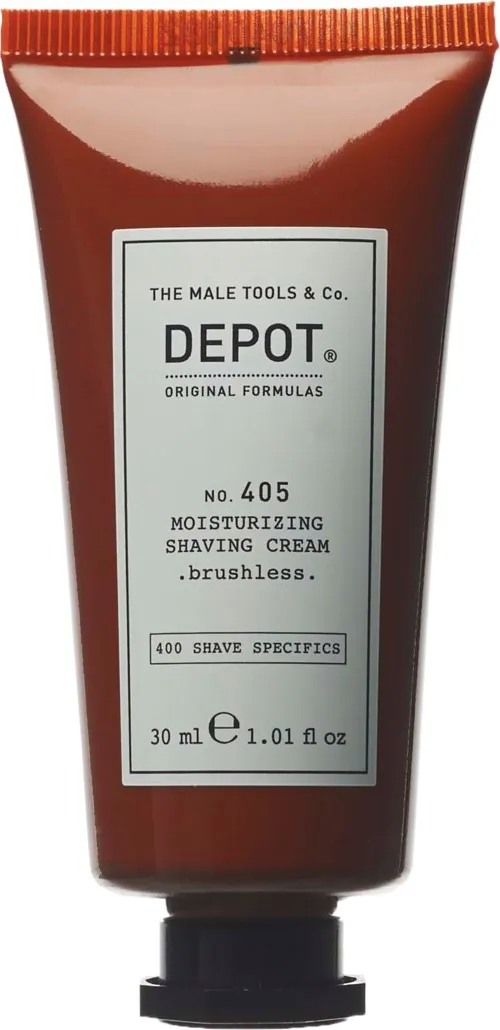 THE MALE TOOLS & Co.
DEPOT®
ORIGINAL FORMULAS
NO. 405
MOISTURIZING
SHAVING CREAM
.brushless.
400 SHAVE SPECIFICS
30 ml ℮ 1.01 fl oz